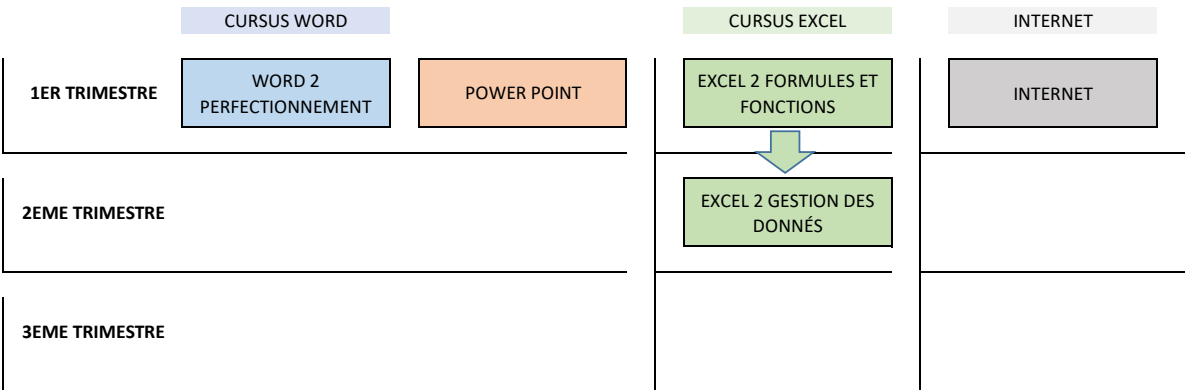 CURSUS WORD
CURSUS EXCEL
INTERNET
1ER TRIMESTRE
WORD 2
PERFECTIONNEMENT
POWER POINT
EXCEL 2 FORMULES ET
FONCTIONS
INTERNET
2EME TRIMESTRE
EXCEL 2 GESTION DES
DONNÉS
3EME TRIMESTRE